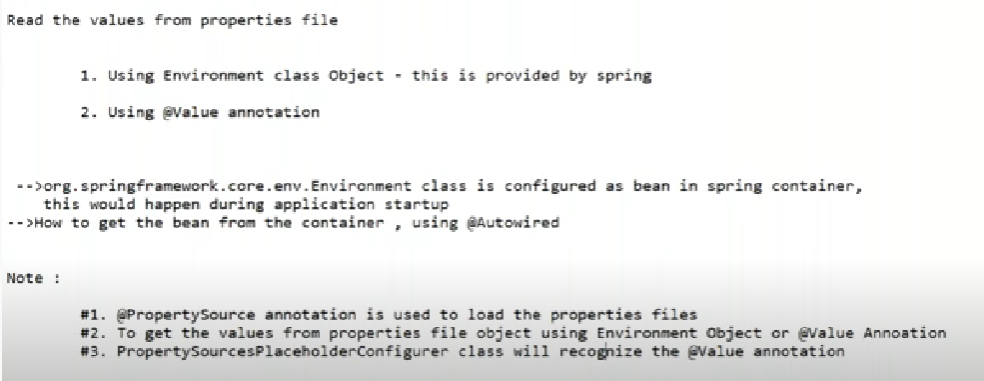 Read the values from properties file
1. Using Environment class Object - this is provided by spring
2. Using @Value annotation
-->org.springframework.core.env.Environment class is configured as bean in spring container,
this would happen during application startup
-->How to get the bean from the container , using @Autowired
Note :
#1. @PropertySource annotation is used to load the properties files
#2. To get the values from properties file object using Environment Object or @Value Annoation
#3. PropertySourcesPlaceholderConfigurer class will recognize the @Value annotation